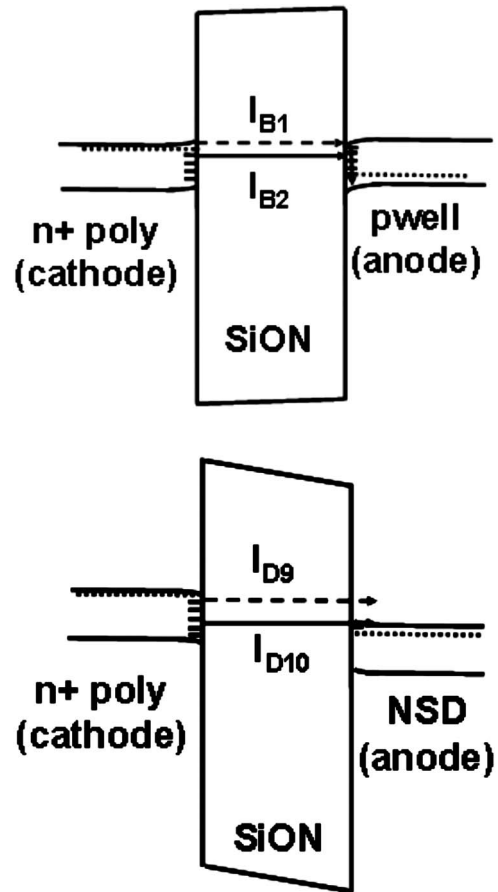 I_B1
I_B2
n+ poly
(cathode)
pwell
(anode)
SiON
I_D9
I_D10
n+ poly
(cathode)
NSD
(anode)
SiON